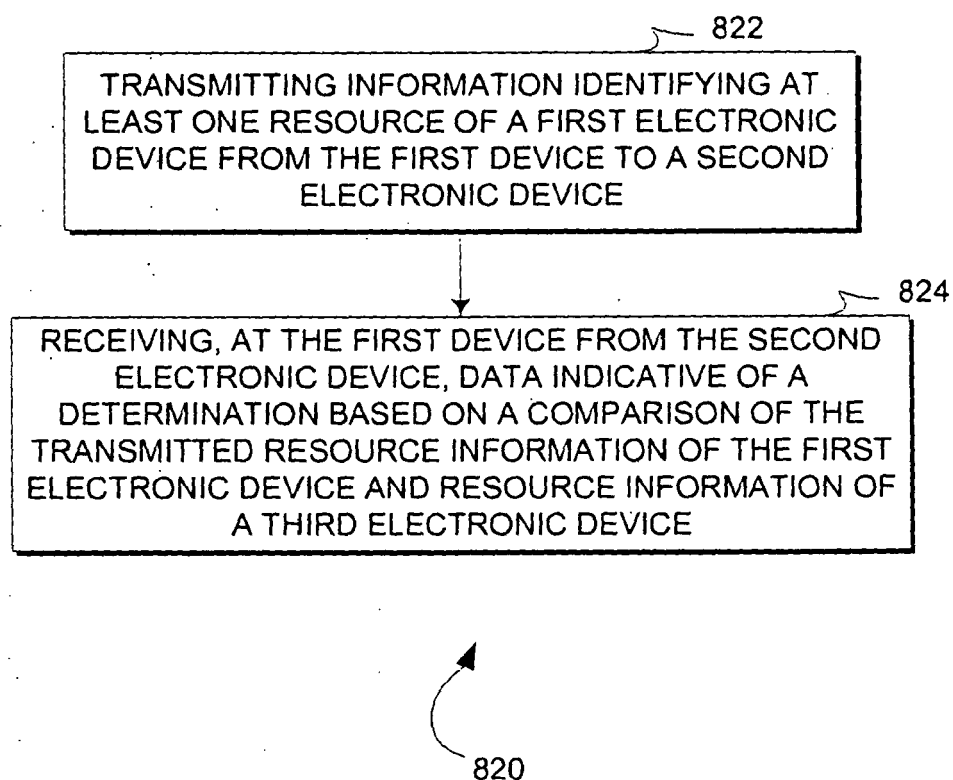 822
TRANSMITTING INFORMATION IDENTIFYING AT
LEAST ONE RESOURCE OF A FIRST ELECTRONIC
DEVICE FROM THE FIRST DEVICE TO A SECOND
ELECTRONIC DEVICE
824
RECEIVING, AT THE FIRST DEVICE FROM THE SECOND
ELECTRONIC DEVICE, DATA INDICATIVE OF A
DETERMINATION BASED ON A COMPARISON OF THE
TRANSMITTED RESOURCE INFORMATION OF THE FIRST
ELECTRONIC DEVICE AND RESOURCE INFORMATION OF
A THIRD ELECTRONIC DEVICE
820